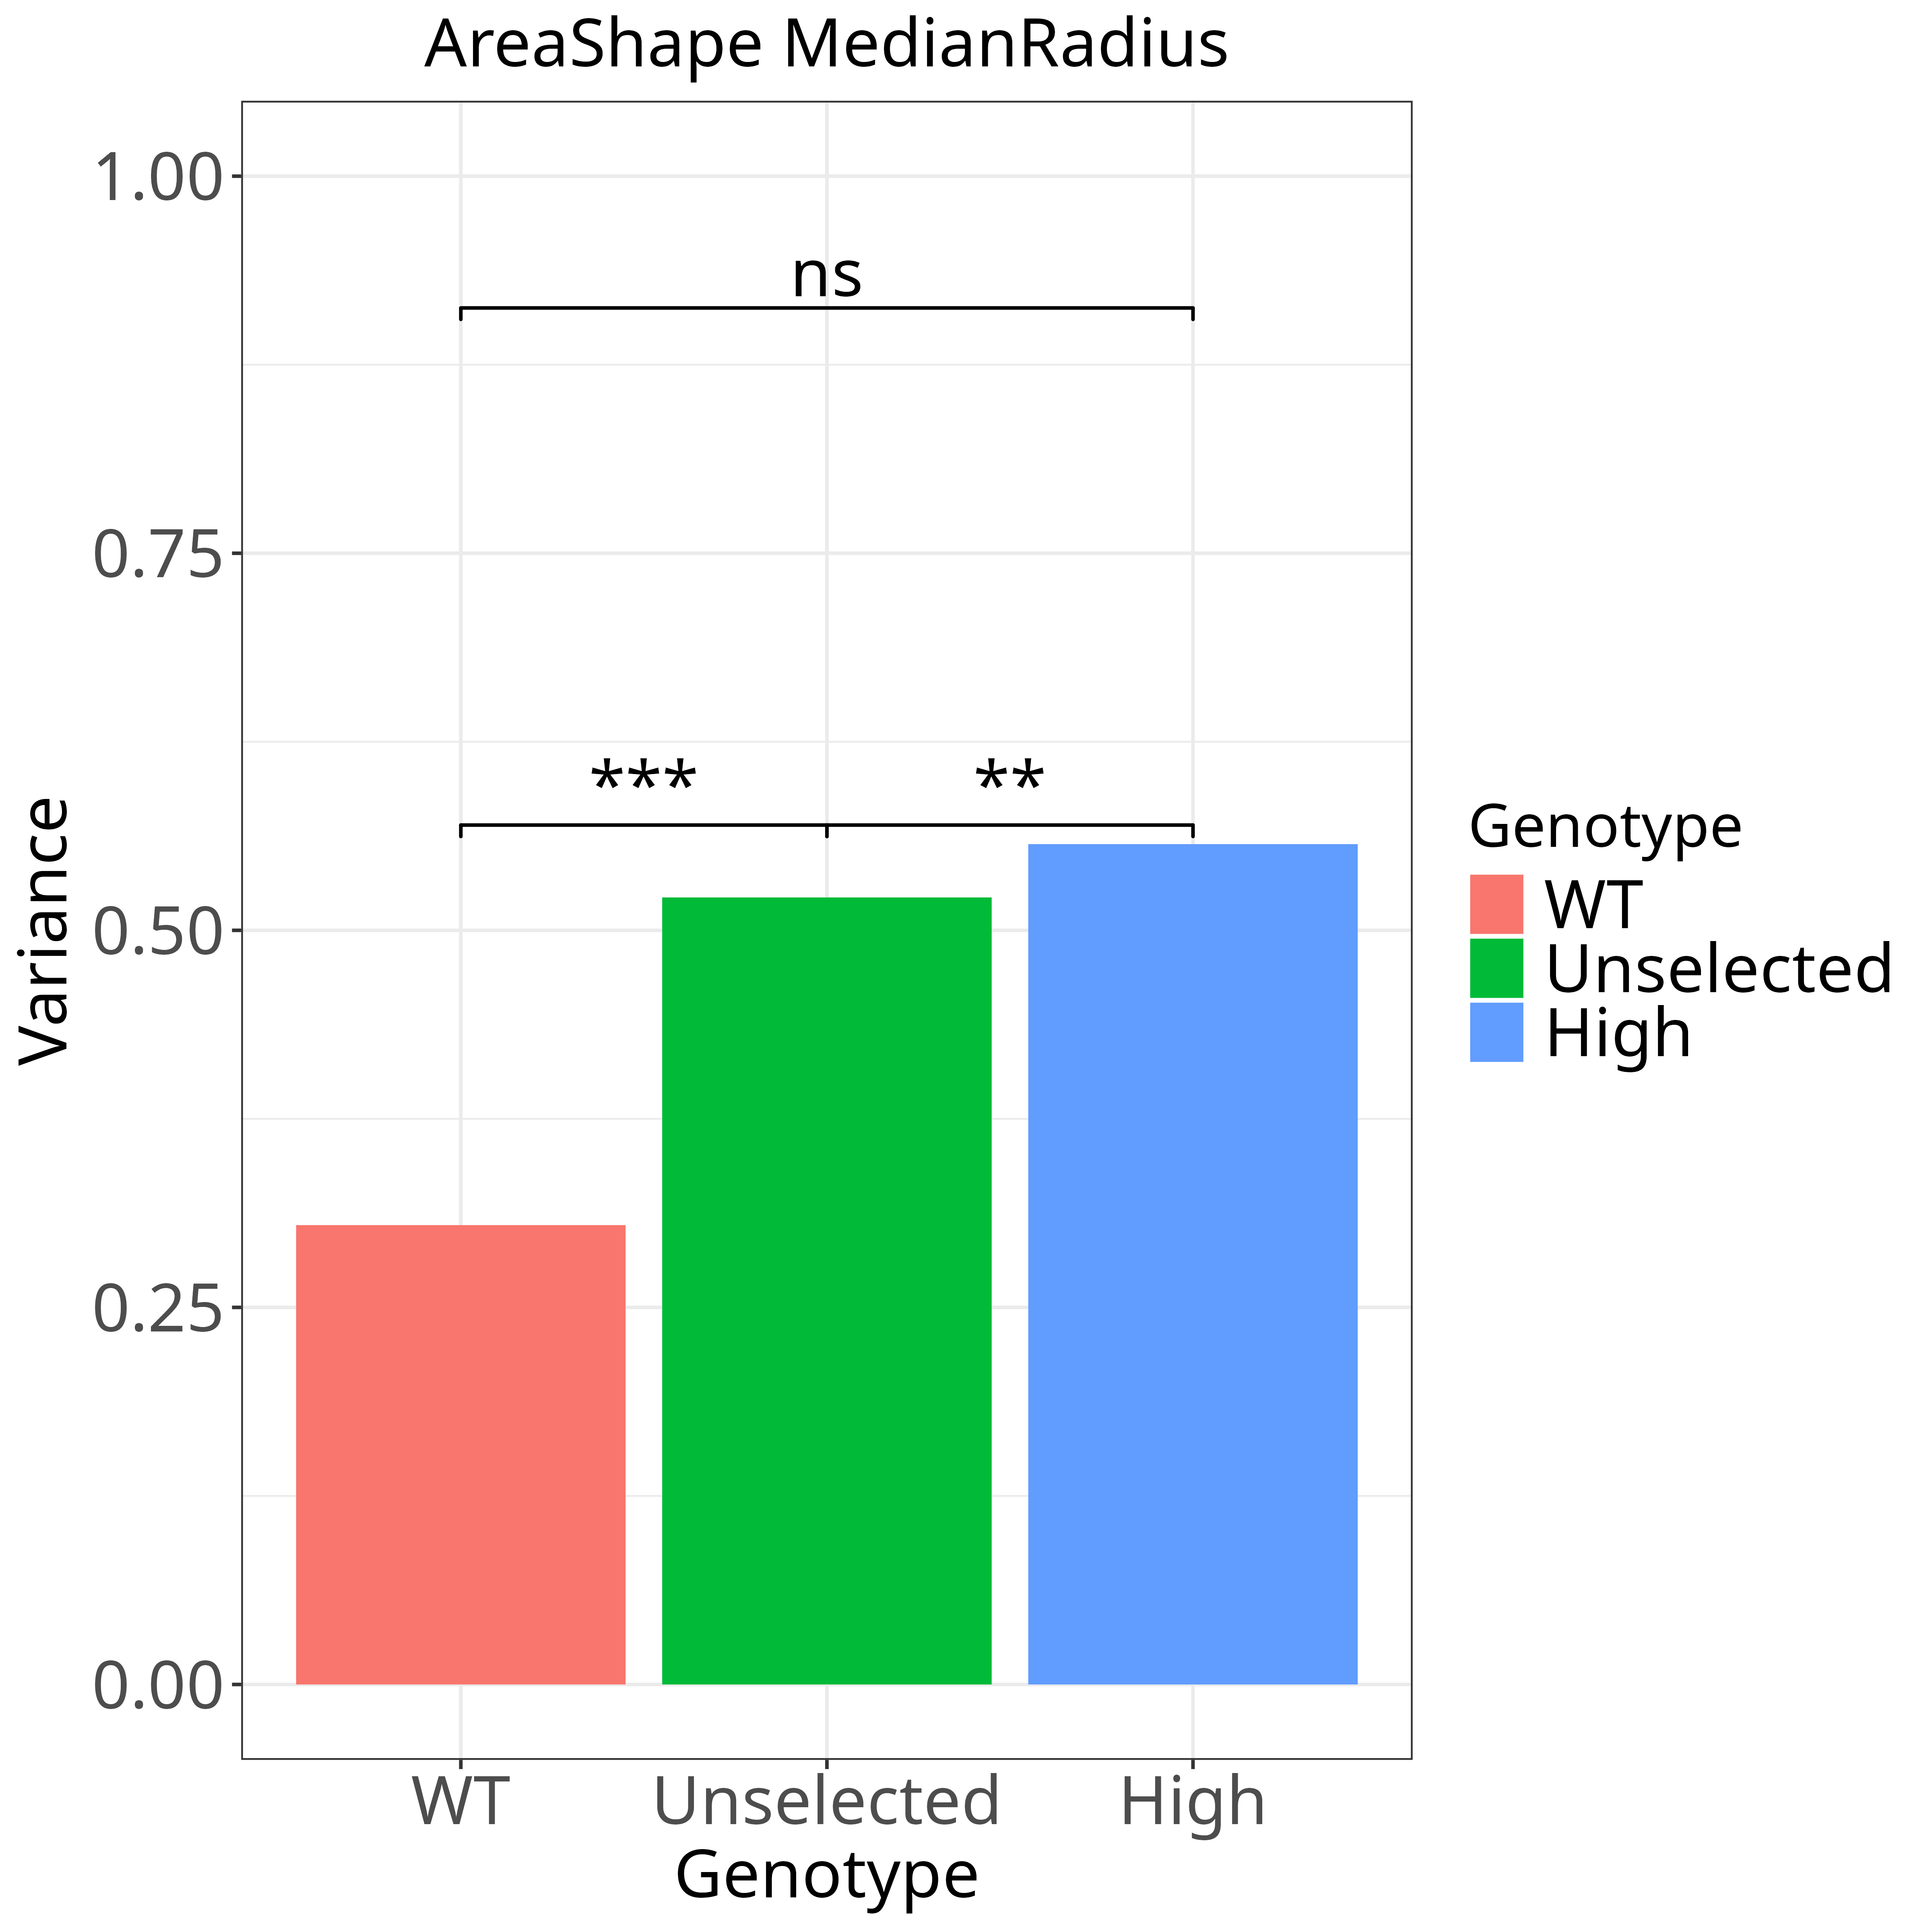 AreaShape MedianRadius
1.00
0.75
0.50
0.25
0.00
Variance
ns
***
**
WT
Unselected
High
Genotype
Genotype
WT
Unselected
High